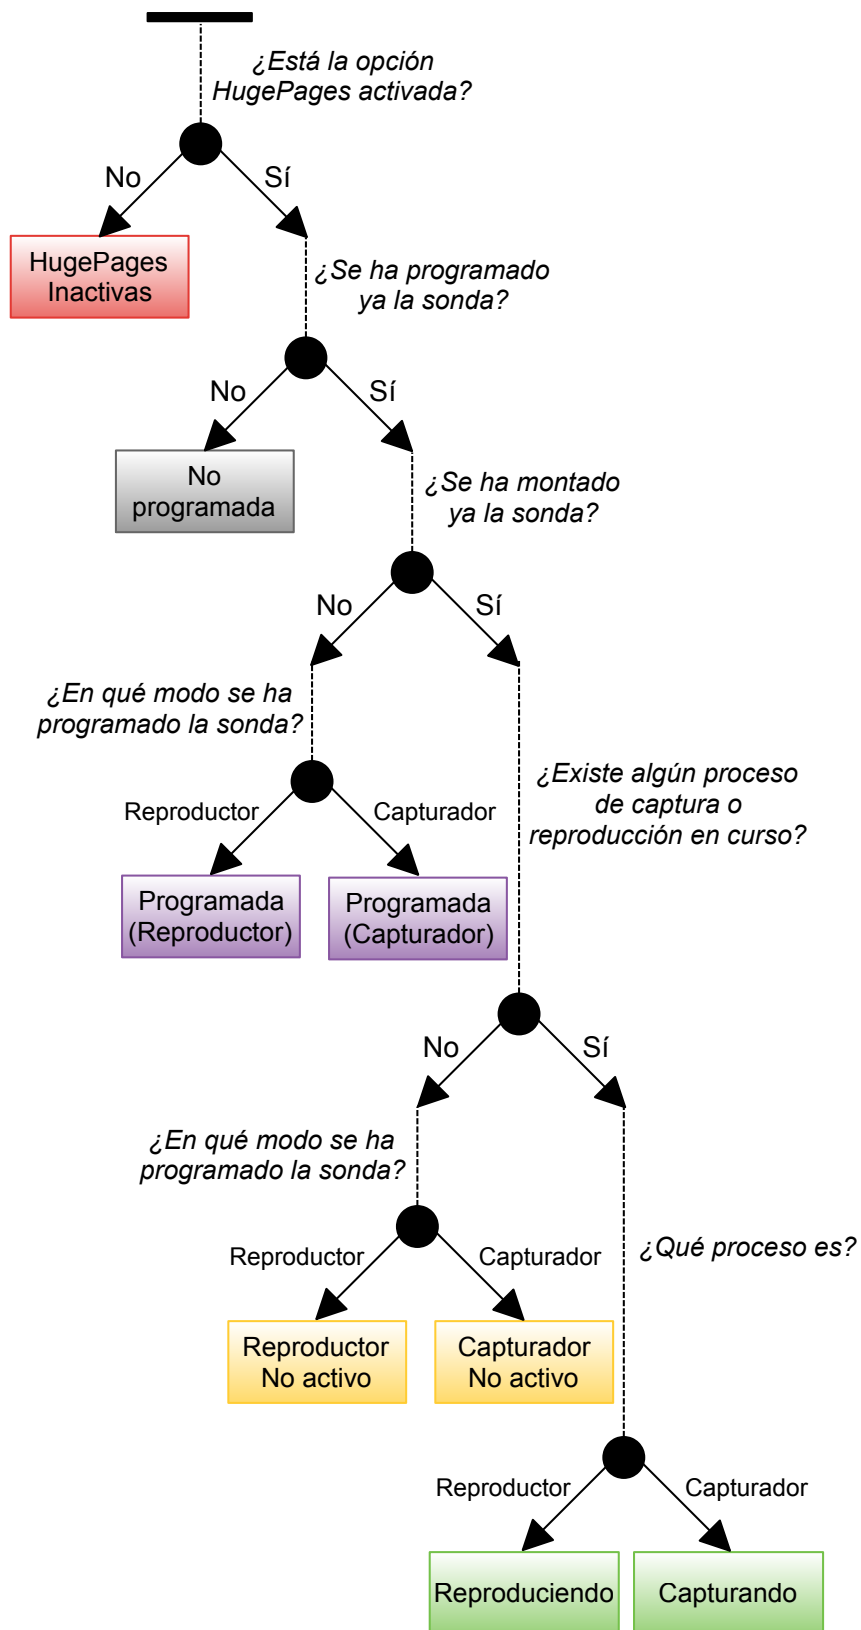 ¿Está la opción
HugePages activada?
No
Sí
HugePages
Inactivas
¿Se ha programado
ya la sonda?
No
Sí
No
programada
¿Se ha montado
ya la sonda?
No
Sí
¿En qué modo se ha
programado la sonda?
¿Existe algún proceso
de captura o
reproducción en curso?
Reproductor
Capturador
Programada
(Reproductor)
Programada
(Capturador)
No
Sí
¿En qué modo se ha
programado la sonda?
¿Qué proceso es?
Reproductor
Capturador
Reproductor
No activo
Capturador
No activo
Reproductor
Capturador
Reproduciendo
Capturando